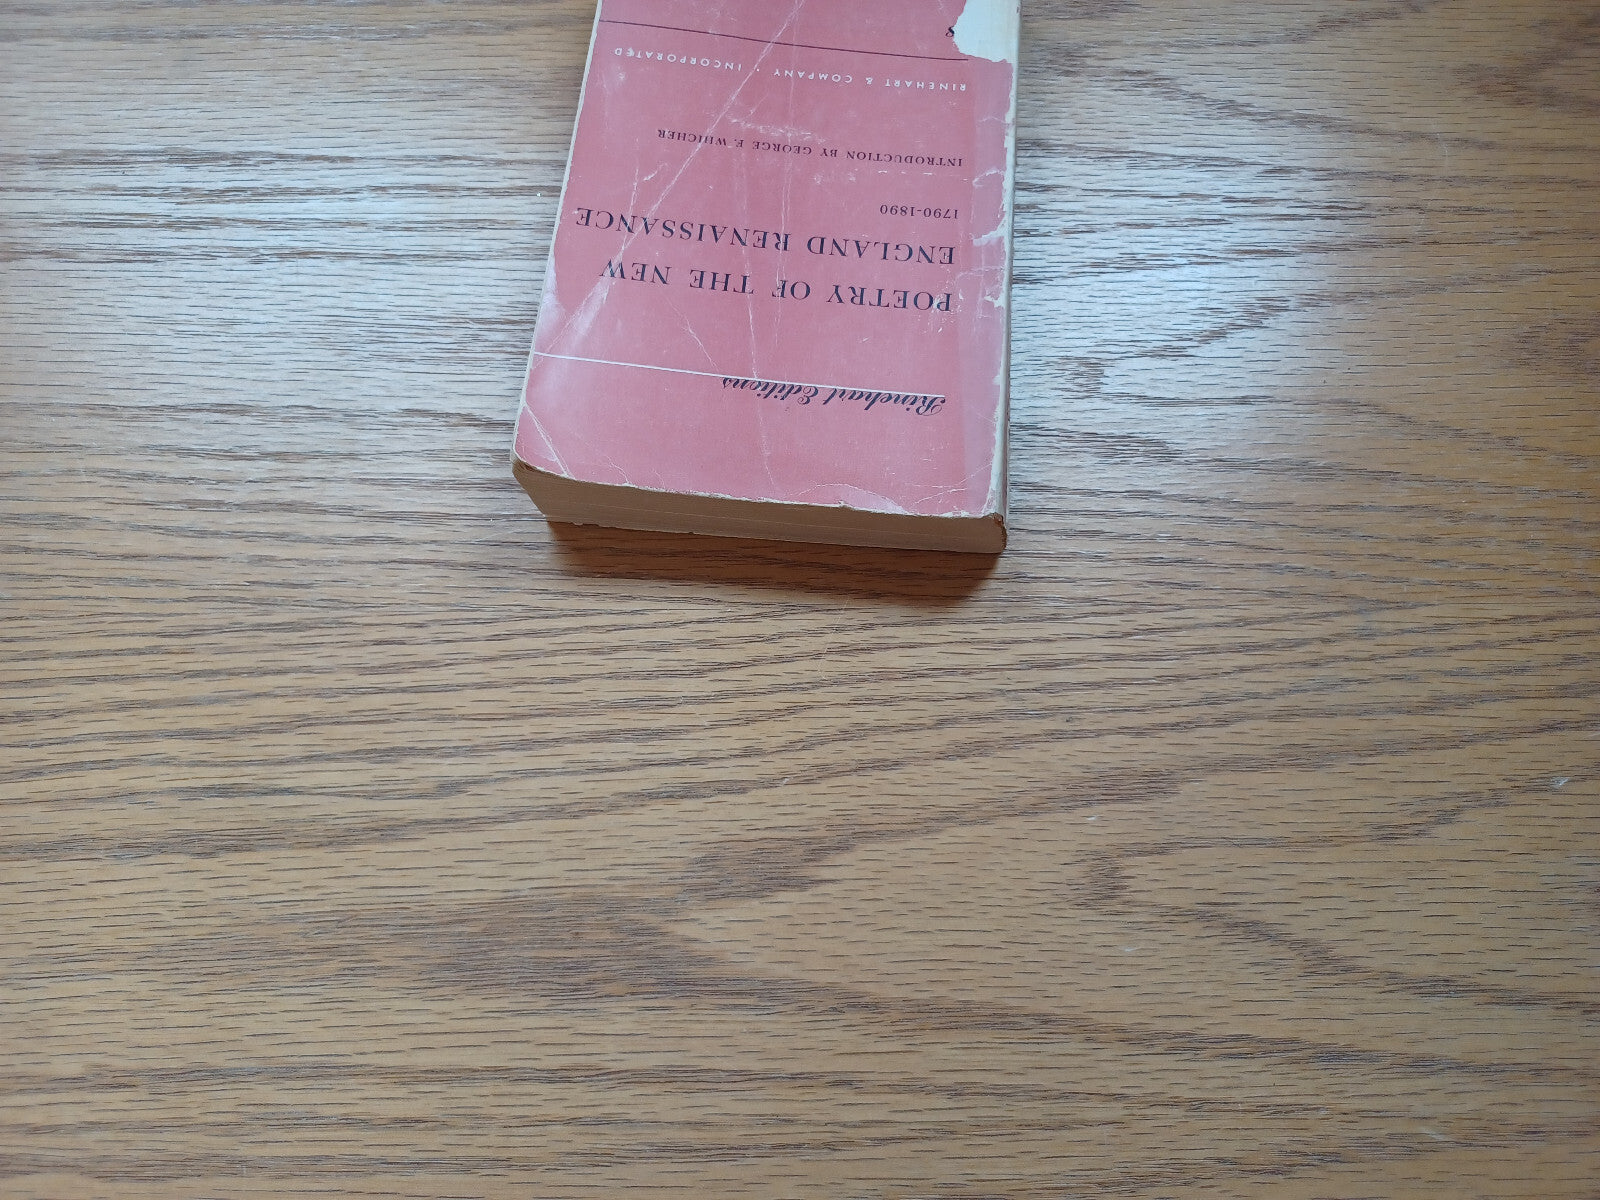 Rinehart Editions
POETRY OF THE NEW
ENGLAND RENAISSANCE
1790-1890
INTRODUCTION BY GEORGE F. WHICHER
RINEHART & COMPANY · INCORPORATED